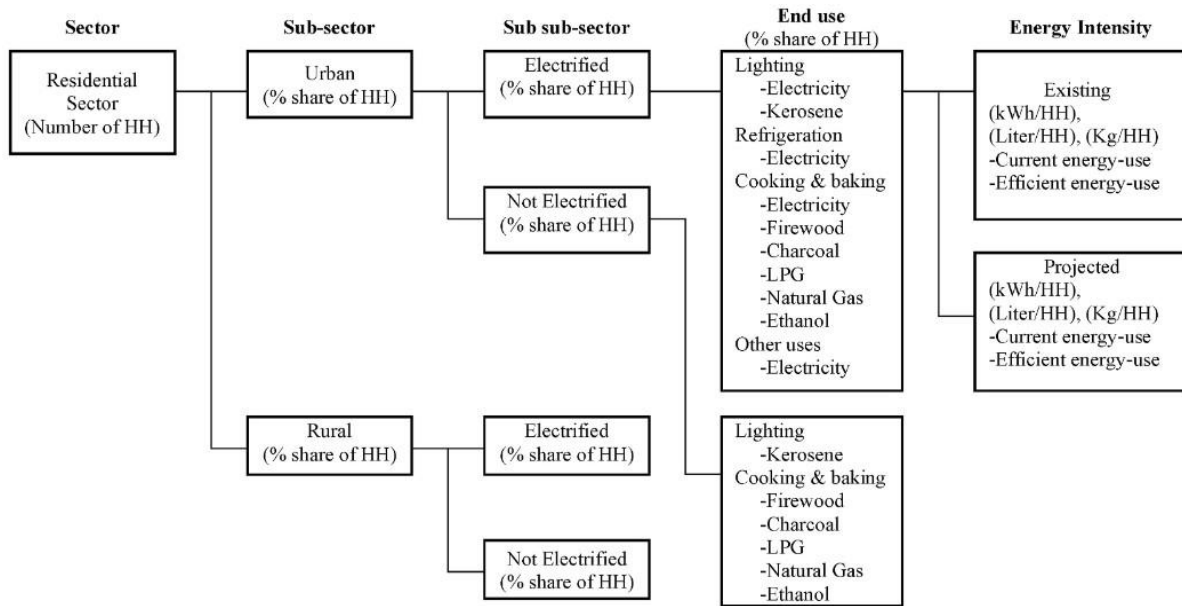 Sector
Sub-sector
Sub sub-sector
End use
(% share of HH)
Energy Intensity
Residential
Sector
(Number of HH)
Urban
(% share of HH)
Electrified
(% share of HH)
Not Electrified
(% share of HH)
Rural
(% share of HH)
Electrified
(% share of HH)
Not Electrified
(% share of HH)
Lighting
-Electricity
-Kerosene
Refrigeration
-Electricity
Cooking & baking
-Electricity
-Firewood
-Charcoal
-LPG
-Natural Gas
-Ethanol
Other uses
-Electricity
Lighting
-Kerosene
Cooking & baking
-Firewood
-Charcoal
-LPG
-Natural Gas
-Ethanol
Existing
(kWh/HH),
(Liter/HH), (Kg/HH)
-Current energy-use
-Efficient energy-use
Projected
(kWh/HH),
(Liter/HH), (Kg/HH)
-Current energy-use
-Efficient energy-use